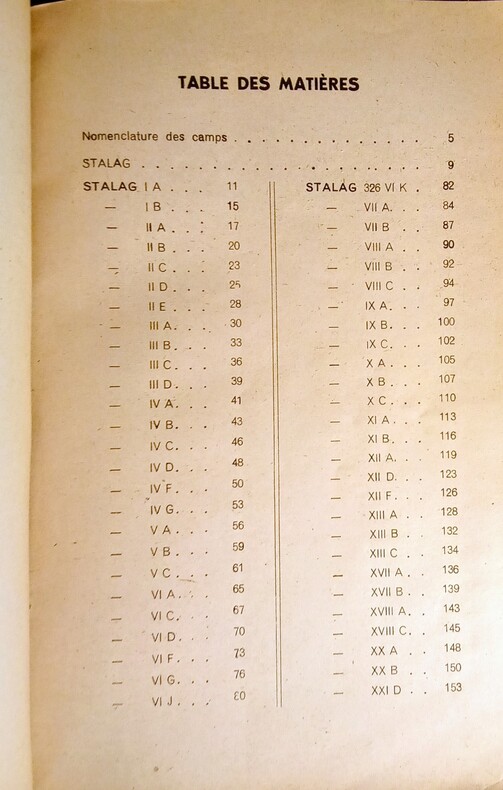 TABLE DES MATIÈRES
Nomenclature des camps . . . . . . . . . . . . . . 5
STALAG . . . . . . . . . . . . . . . . . . . . 9
STALAG I A . . . 11
— I B . . . 15
— II A . . . 17
— II B . . . 20
— II C . . . 23
— II D . . . 25
— II E . . . 28
— III A . . . 30
— III B . . . 33
— III C . . . 36
— III D . . . 39
— IV A . . . 41
— IV B . . . 43
— IV C . . . 46
— IV D . . . 48
— IV F . . . 50
— IV G . . . 53
— V A . . . 56
— V B . . . 59
— V C . . . 61
— VI A . . . 65
— VI C . . . 67
— VI D . . . 70
— VI F . . . 73
— VI G . . . 76
— VI J . . . 80
STALAG 326 VI K . 82
— VII A . . . 84
— VII B . . . 87
— VIII A . . 90
— VIII B . . 92
— VIII C . . 94
— IX A . . . 97
— IX B . . . 100
— IX C . . . 102
— X A . . . 105
— X B . . . 107
— X C . . . 110
— XI A . . . 113
— XI B . . . 116
— XII A . . . 119
— XII D . . . 123
— XII F . . . 126
— XIII A . . 128
— XIII B . . 132
— XIII C . . 134
— XVII A . . 136
— XVII B . . 139
— XVIII A . . 143
— XVIII C . . 145
— XX A . . . 148
— XX B . . . 150
— XXI D . . 153